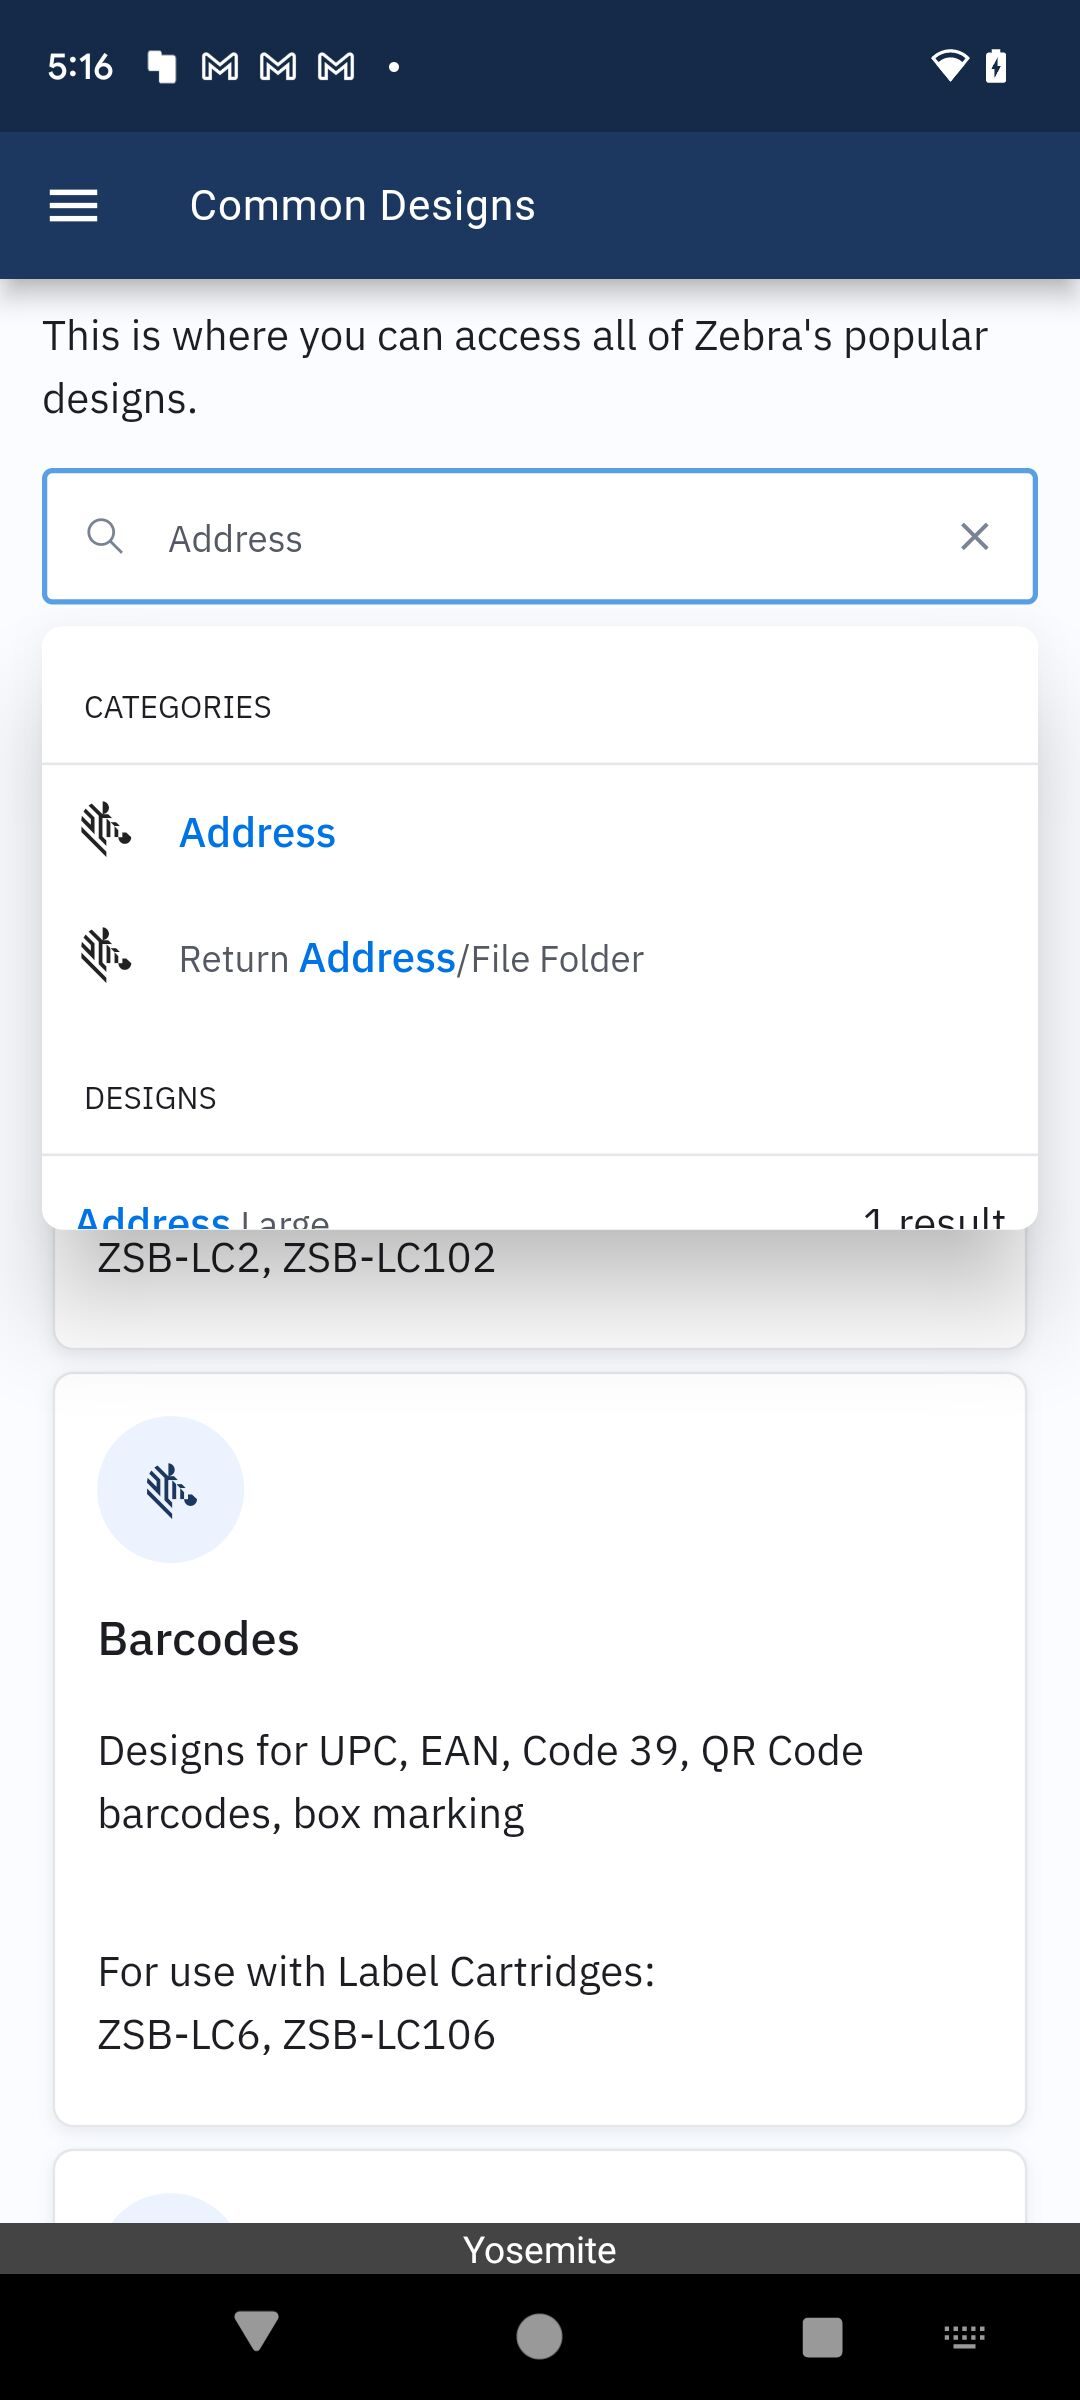 5:16
Common Designs
This is where you can access all of Zebra's popular
designs.
Address
CATEGORIES
Address
Return Address/File Folder
DESIGNS
Address Large 1 result
ZSB-LC2, ZSB-LC102
Barcodes
Designs for UPC, EAN, Code 39, QR Code
barcodes, box marking
For use with Label Cartridges:
ZSB-LC6, ZSB-LC106
Yosemite